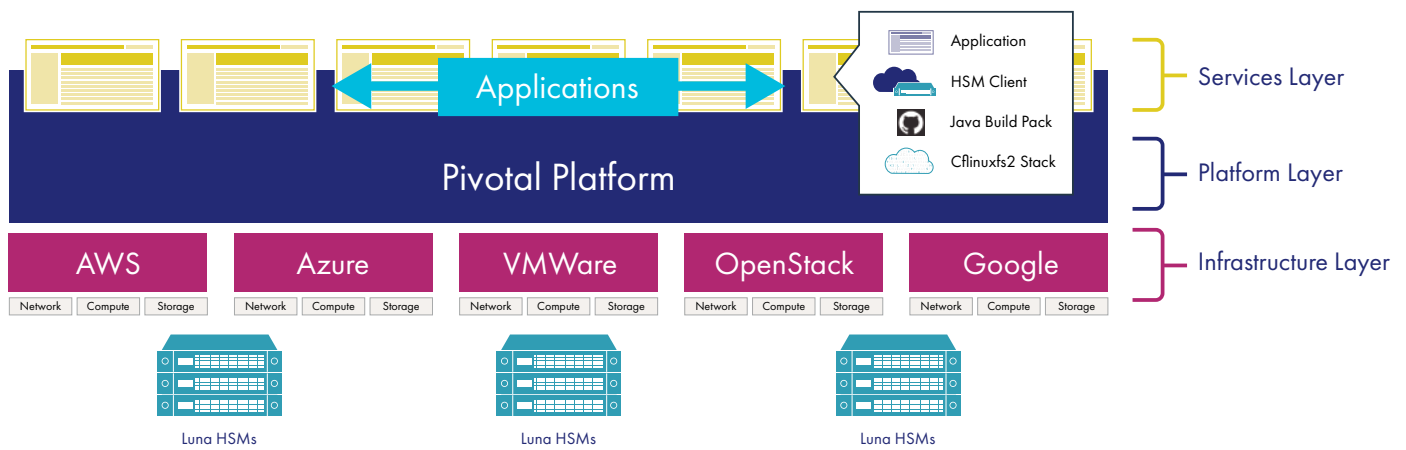 Application
HSM Client
Java Build Pack
Cflinuxfs2 Stack
Applications
Services Layer
Pivotal Platform
Platform Layer
AWS
Azure
VMWare
OpenStack
Google
Infrastructure Layer
Network Compute Storage
Network Compute Storage
Network Compute Storage
Network Compute Storage
Network Compute Storage
Luna HSMs
Luna HSMs
Luna HSMs